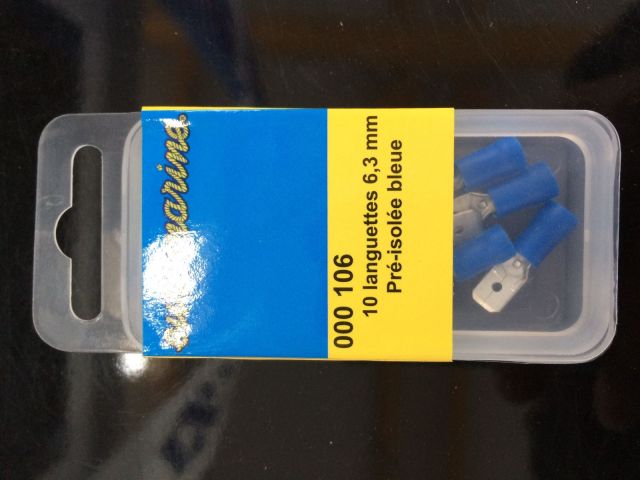 000 106
10 languettes 6,3 mm
Pré-isolée bleue